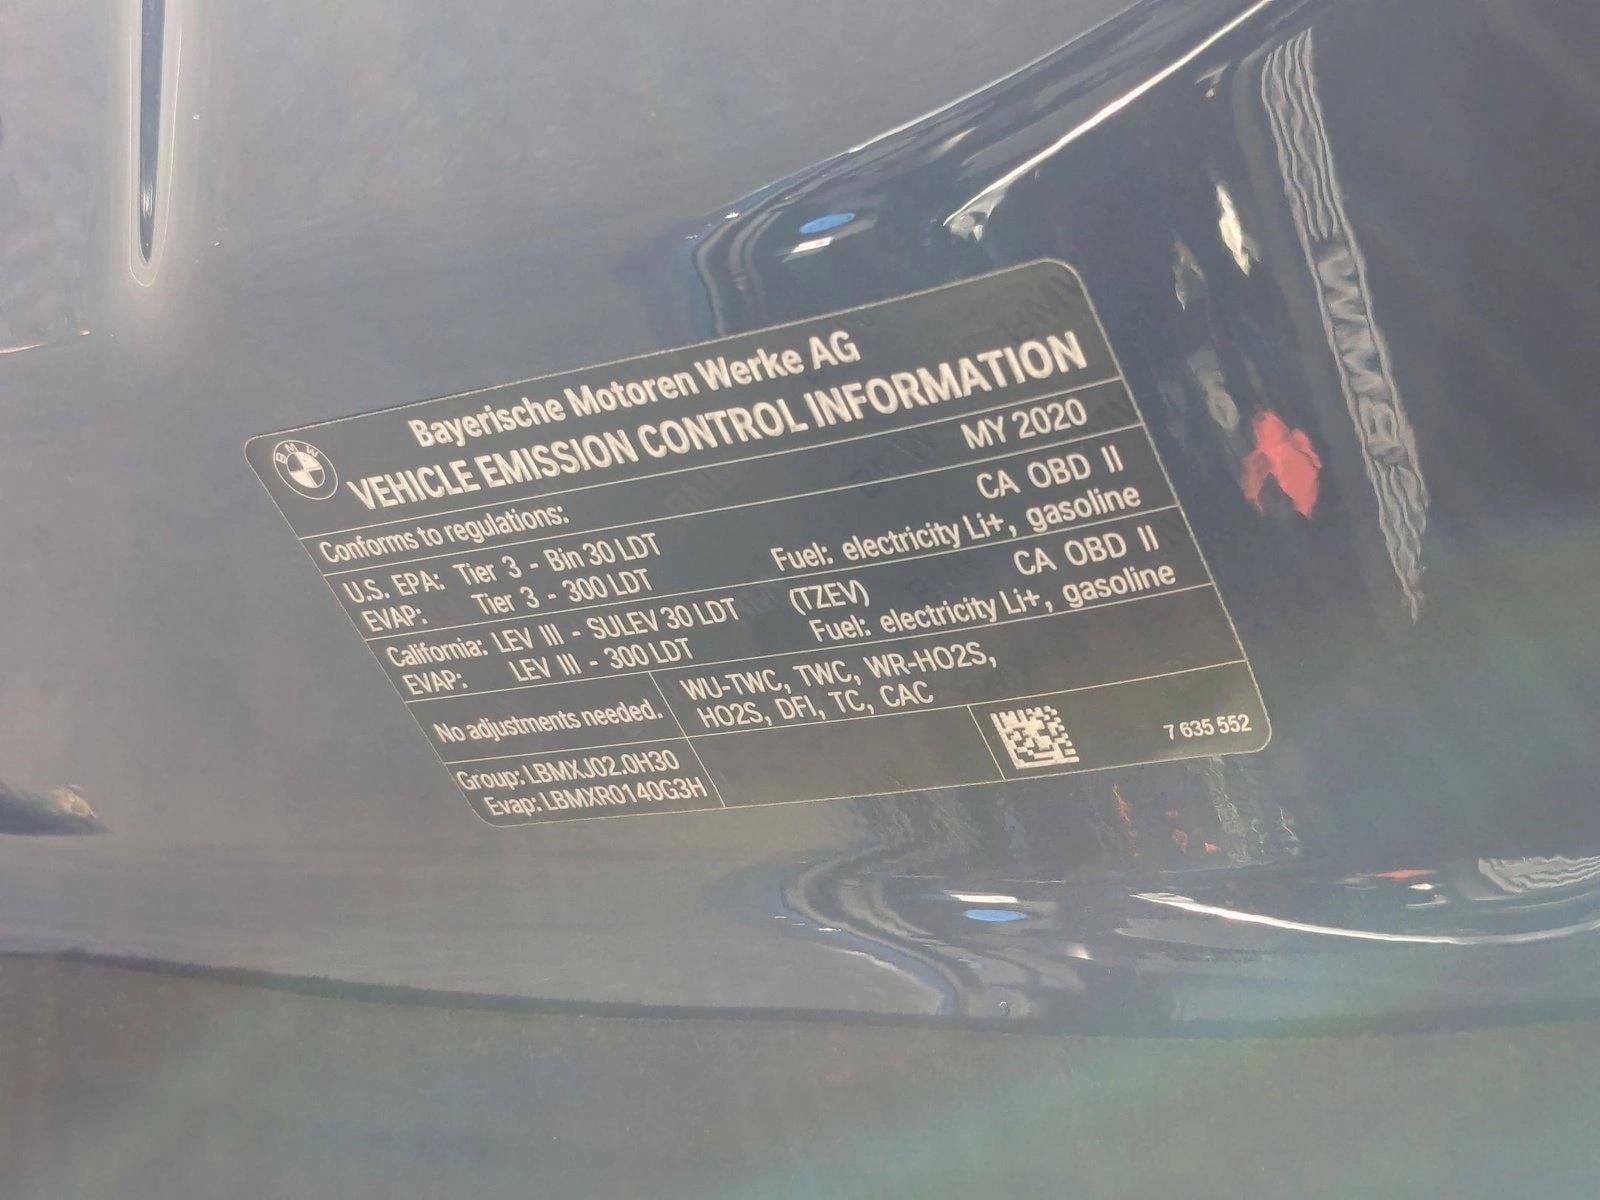 BMW
Bayerische Motoren Werke AG
VEHICLE EMISSION CONTROL INFORMATION
Conforms to regulations: MY 2020
U.S. EPA: Tier 3 - Bin 30 LDT CA OBD II
EVAP: Tier 3 - 300 LDT Fuel: electricity Li+, gasoline
California: LEV III - SULEV 30 LDT (TZEV) CA OBD II
EVAP: LEV III - 300 LDT Fuel: electricity Li+, gasoline
No adjustments needed. WU-TWC, TWC, WR-HO2S,
HO2S, DFI, TC, CAC
Group: LBMXJ02.0H30
Evap: LBMXR0140G3H
7 635 552